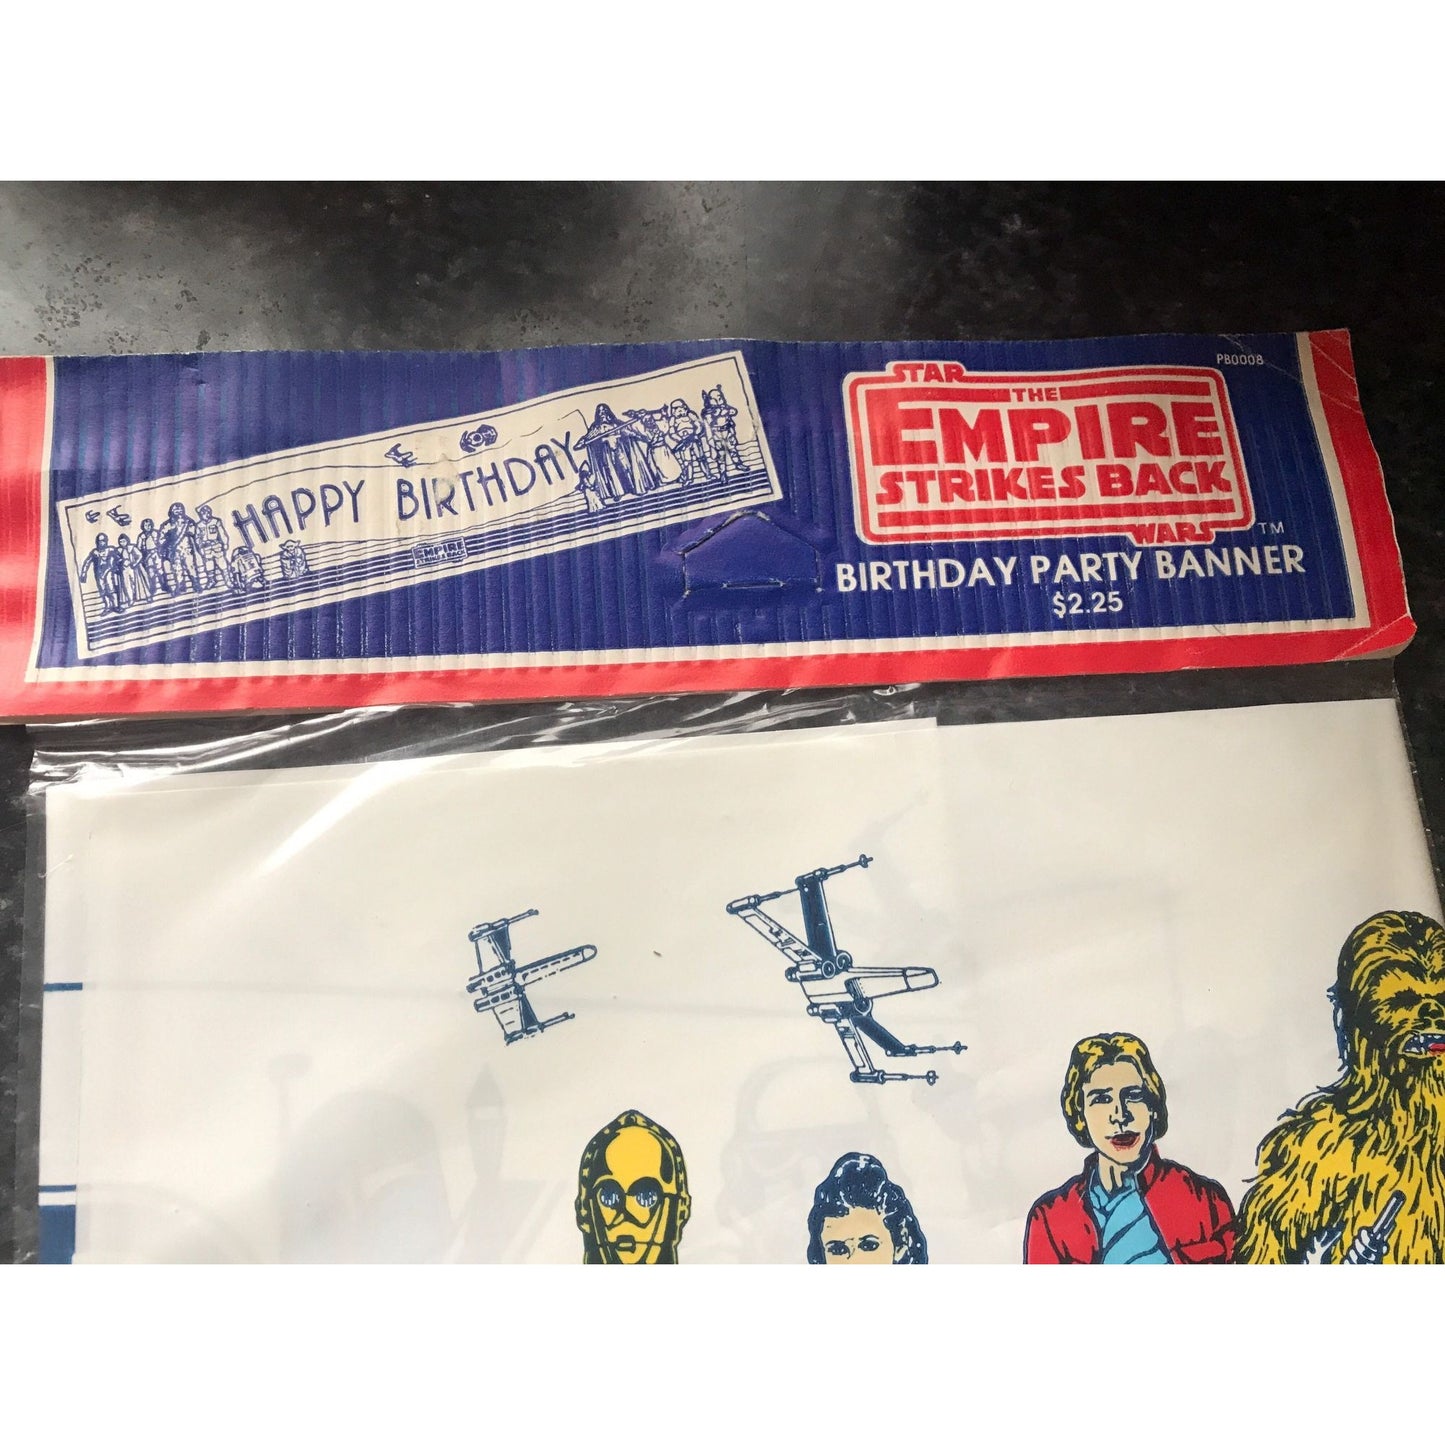 HAPPY BIRTHDAY
EMPIRE
STRIKES BACK
PB0008
STAR
THE
EMPIRE
STRIKES BACK
WARS TM
BIRTHDAY PARTY BANNER
$2.25